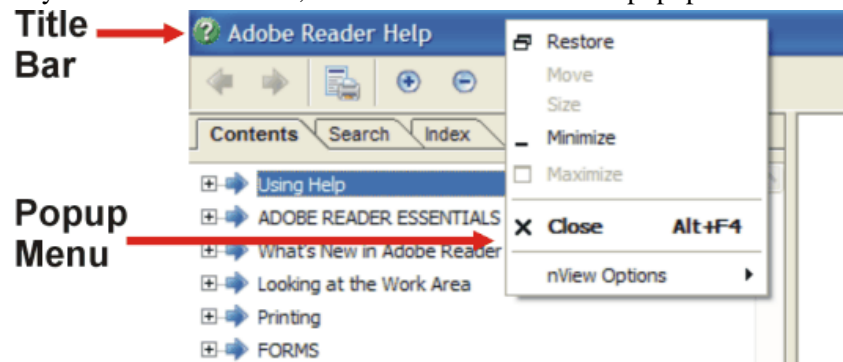 Title
Bar
Adobe Reader Help
Restore
Move
Size
Minimize
Maximize
Close Alt+F4
nView Options
Contents Search Index
Popup
Menu
Using Help
ADOBE READER ESSENTIALS
What's New in Adobe Reader
Looking at the Work Area
Printing
FORMS